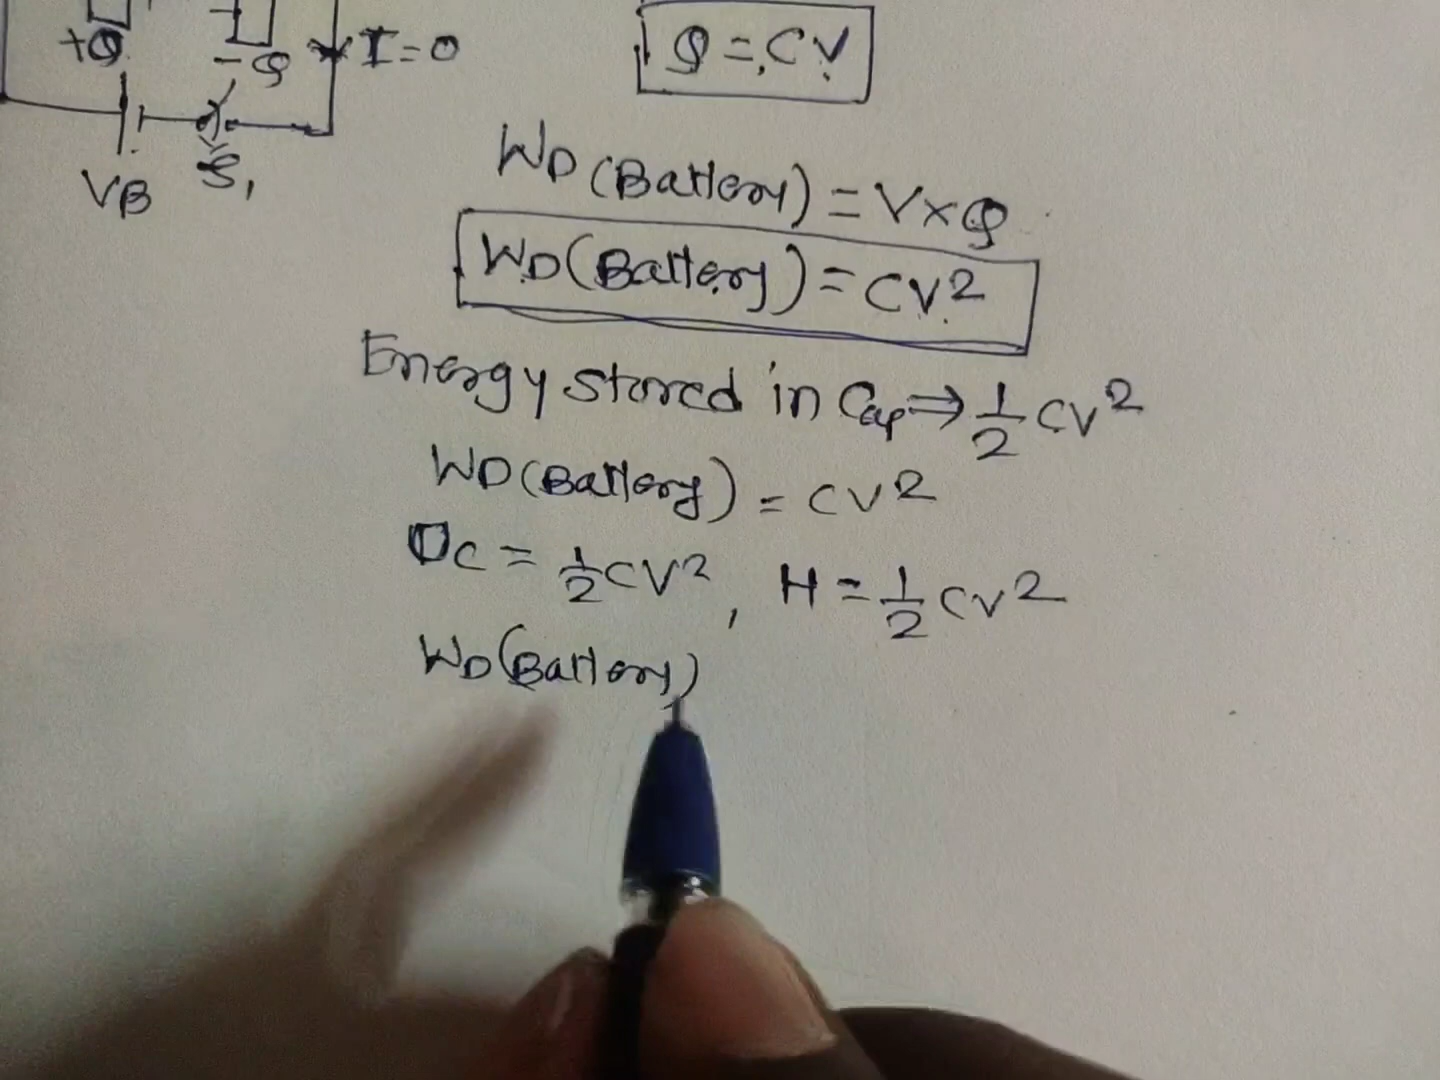 +Q -Q I=0
Q=CV
VB S1
WD (Battery) = V×Q
WD (Battery) = CV²
Energy stored in Cap ⇒ 1/2 CV²
WD (Battery) = CV²
UC = 1/2 CV², H = 1/2 CV²
WD (Battery)